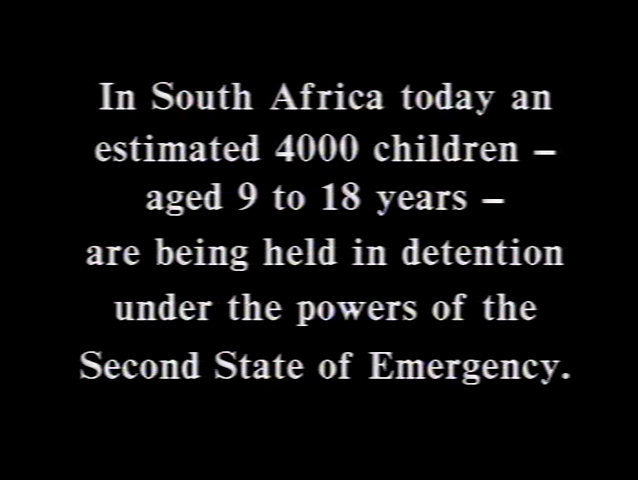 In South Africa today an
estimated 4000 children –
aged 9 to 18 years –
are being held in detention
under the powers of the
Second State of Emergency.